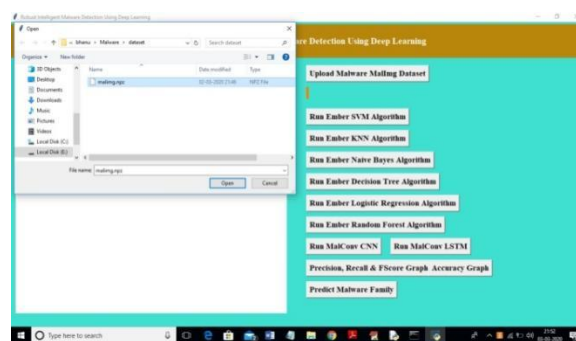 Robust Intelligent Malware Detection Using Deep Learning
Open
bhanu > Malware > dataset
Search dataset
Organize
New folder
3D Objects
Desktop
Documents
Downloads
Music
Pictures
Videos
Local Disk (C:)
Local Disk (E:)
Name
Date modified
Type
malimg.npz
NPZ File
File name: malimg.npz
Open
Cancel
are Detection Using Deep Learning
Upload Malware MalImg Dataset
Run Ember SVM Algorithm
Run Ember KNN Algorithm
Run Ember Naive Bayes Algorithm
Run Ember Decision Tree Algorithm
Run Ember Logistic Regression Algorithm
Run Ember Random Forest Algorithm
Run MalConv CNN
Run MalConv LSTM
Precision, Recall & FScore Graph
Accuracy Graph
Predict Malware Family
Type here to search
21:52